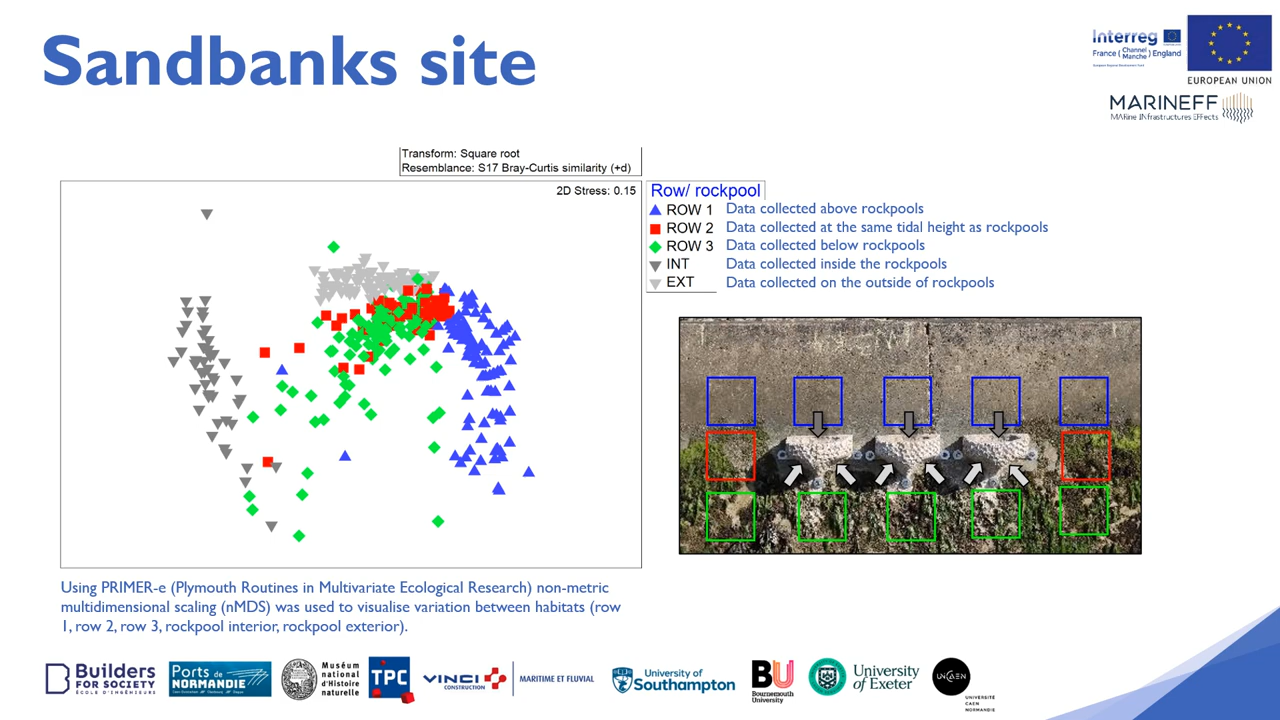 Sandbanks site
Interreg
France ( Channel Manche ) England
European Regional Development Fund
EUROPEAN UNION
MARINEFF
MARine INfrastructures EFFects
Transform: Square root
Resemblance: S17 Bray-Curtis similarity (+d)
2D Stress: 0.15
Row/ rockpool
ROW 1 Data collected above rockpools
ROW 2 Data collected at the same tidal height as rockpools
ROW 3 Data collected below rockpools
INT Data collected inside the rockpools
EXT Data collected on the outside of rockpools
Using PRIMER-e (Plymouth Routines in Multivariate Ecological Research) non-metric
multidimensional scaling (nMDS) was used to visualise variation between habitats (row
1, row 2, row 3, rockpool interior, rockpool exterior).
Builders
FOR SOCIETY
ÉCOLE D'INGÉNIEURS
Ports de
NORMANDIE
Muséum
national
d'Histoire
naturelle
TPC
VINCI
CONSTRUCTION
MARITIME ET FLUVIAL
University of
Southampton
BU
Bournemouth
University
University
of Exeter
UNICAEN
UNIVERSITÉ
CAEN
NORMANDIE